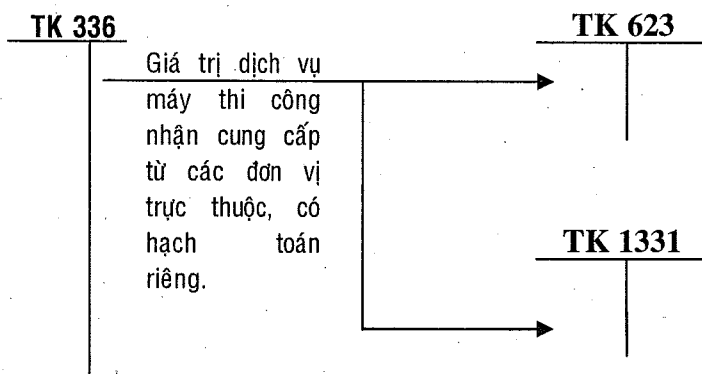 TK 336
TK 623
Giá trị dịch vụ
máy thi công
nhận cung cấp
từ các đơn vị
trực thuộc, có
hạch toán
riêng.
TK 1331